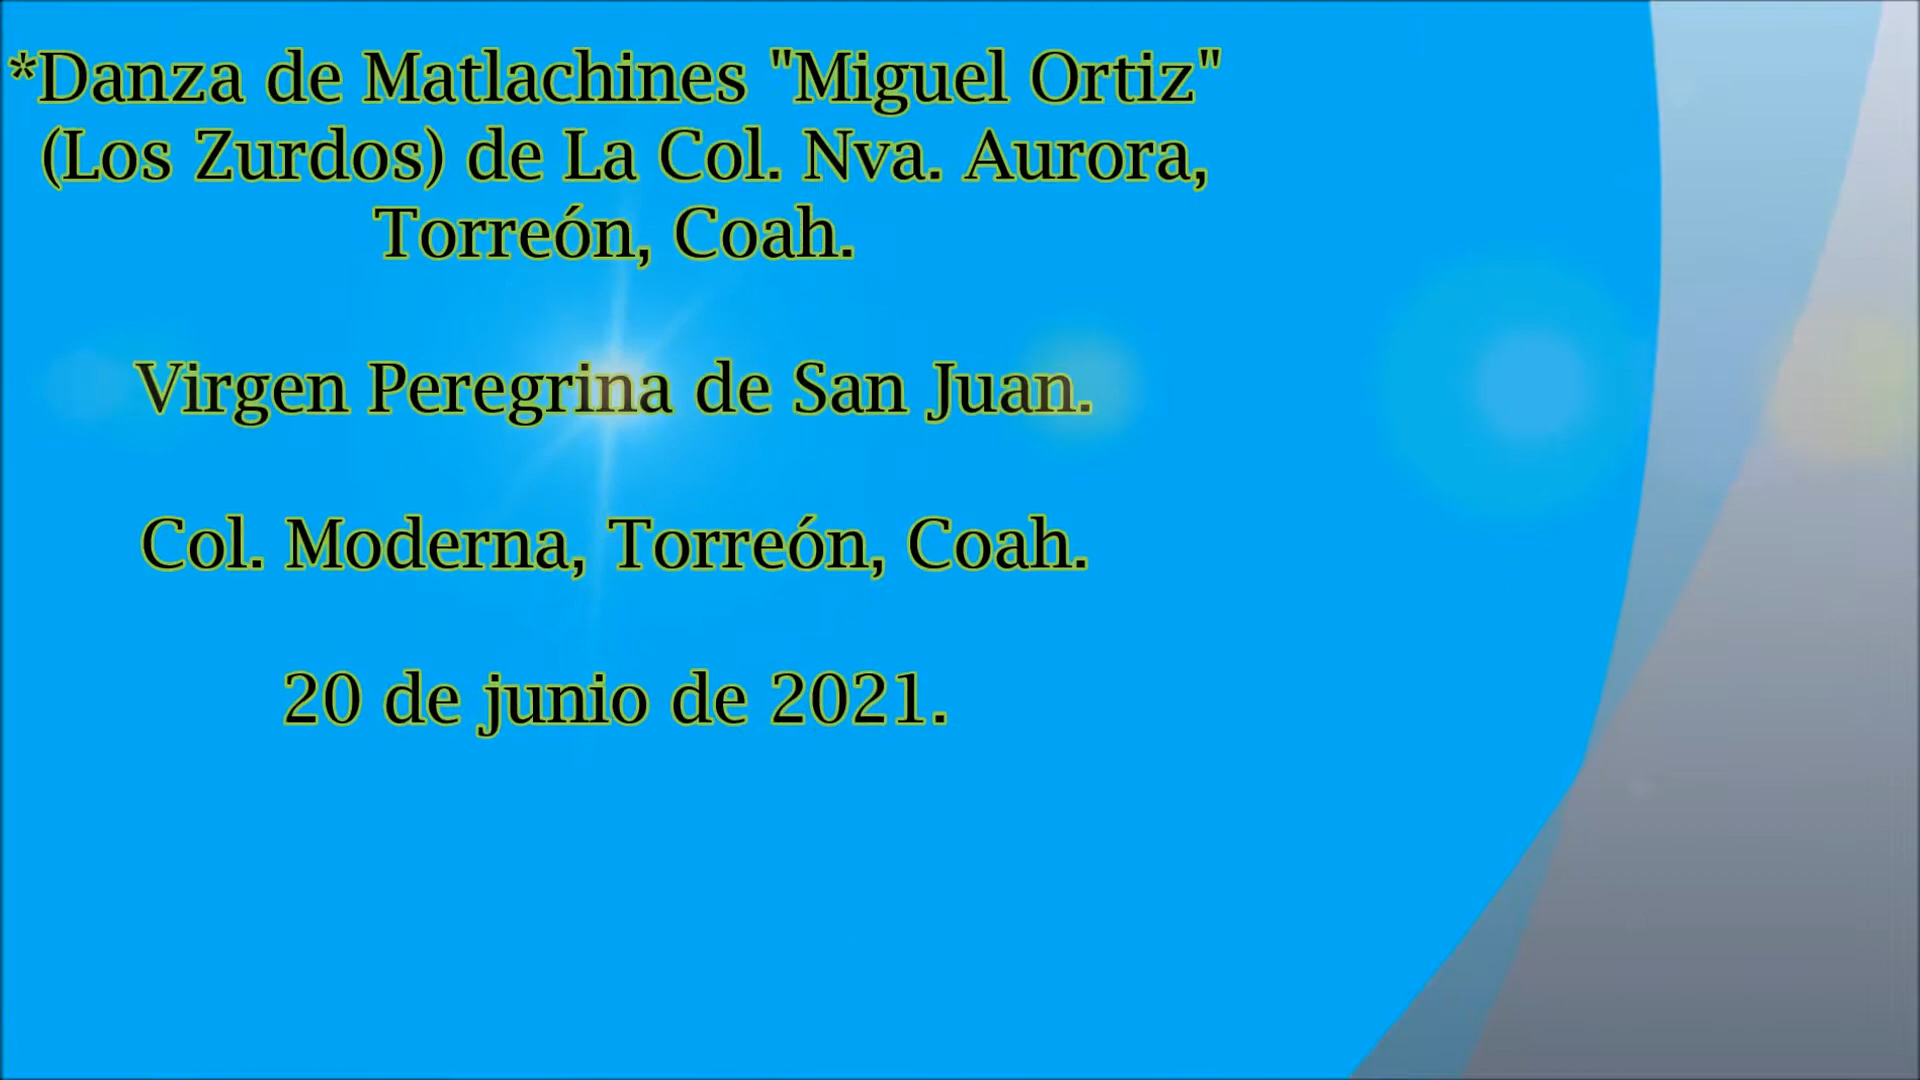 *Danza de Matlachines "Miguel Ortiz"
(Los Zurdos) de La Col. Nva. Aurora,
Torreón, Coah.
Virgen Peregrina de San Juan.
Col. Moderna, Torreón, Coah.
20 de junio de 2021.